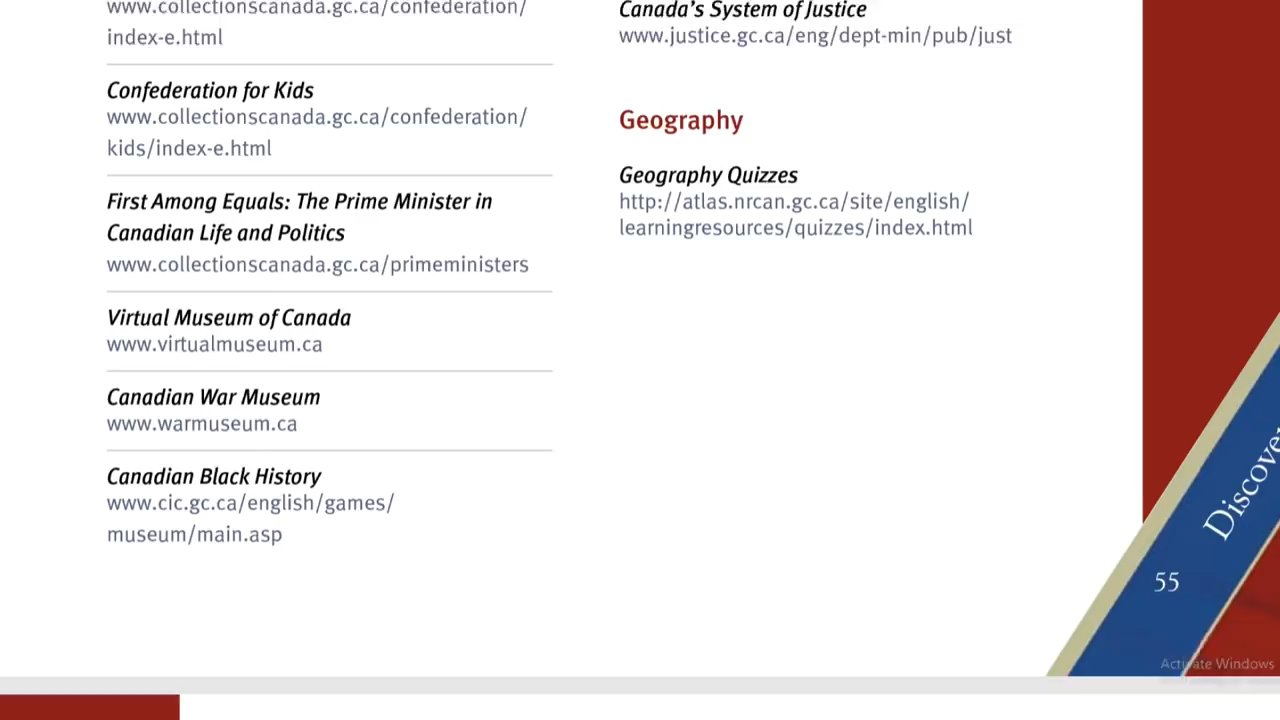 www.collectionscanada.gc.ca/confederation/
index-e.html
Confederation for Kids
www.collectionscanada.gc.ca/confederation/
kids/index-e.html
First Among Equals: The Prime Minister in
Canadian Life and Politics
www.collectionscanada.gc.ca/primeministers
Virtual Museum of Canada
www.virtualmuseum.ca
Canadian War Museum
www.warmuseum.ca
Canadian Black History
www.cic.gc.ca/english/games/
museum/main.asp
Canada's System of Justice
www.justice.gc.ca/eng/dept-min/pub/just
Geography
Geography Quizzes
http://atlas.nrcan.gc.ca/site/english/
learningresources/quizzes/index.html
Discove
55
Activate Windows